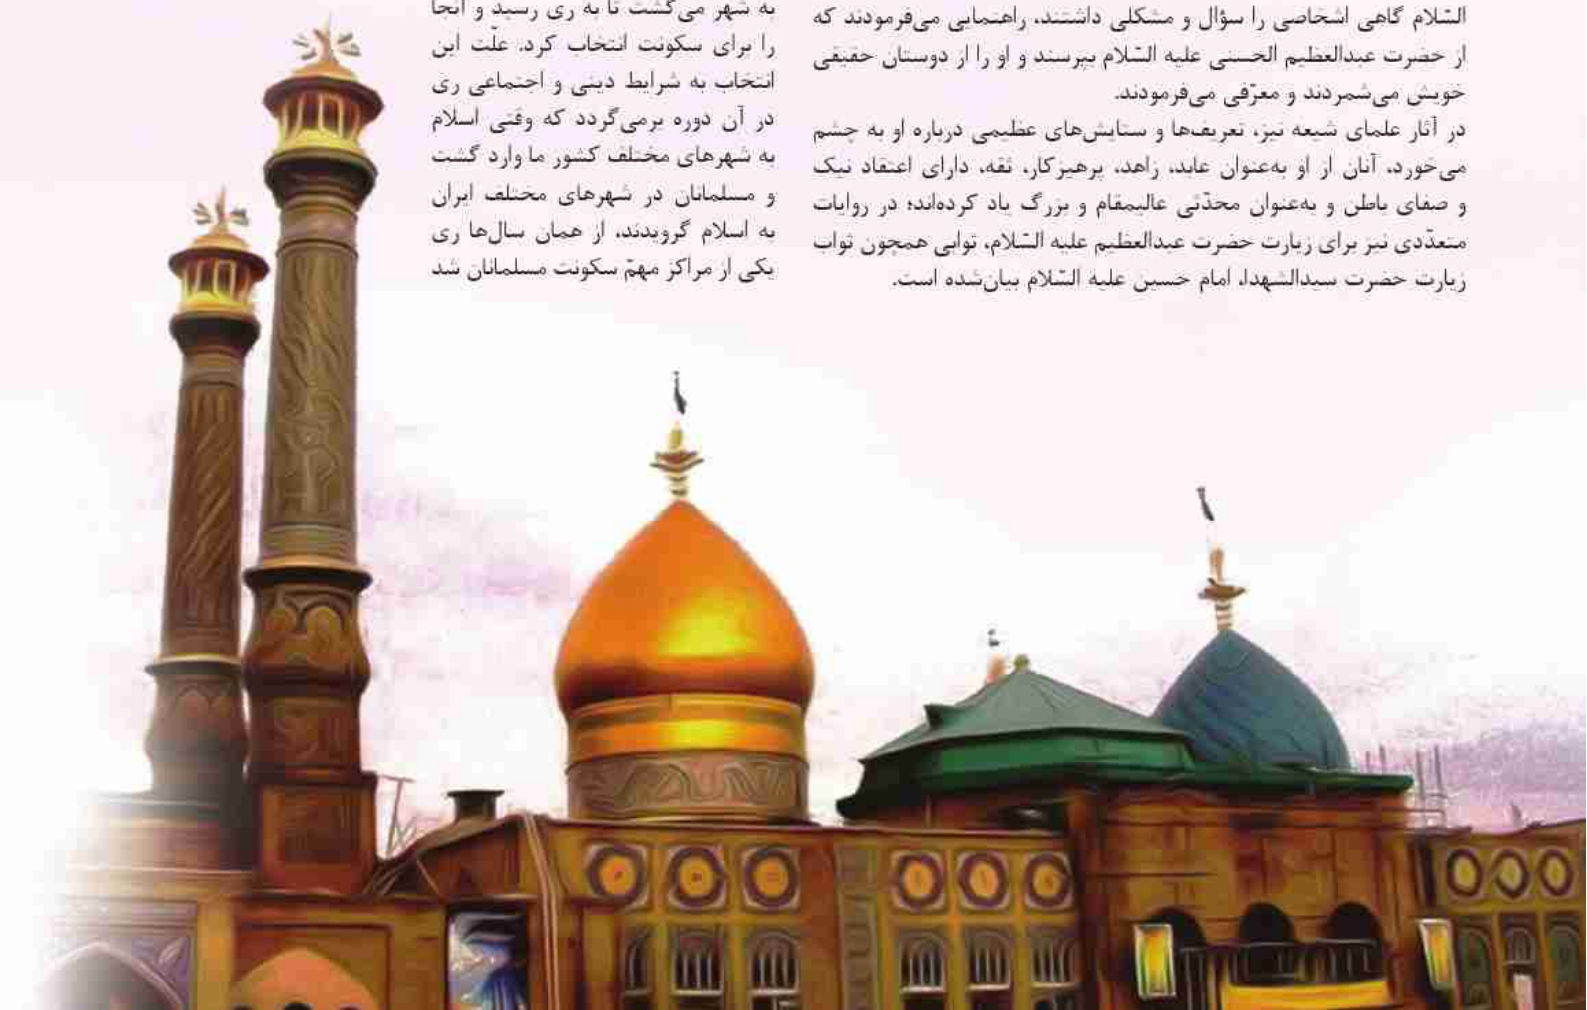 السّلام گاهی اشخاصی را سؤال و مشکلی داشتند، راهنمایی می‌فرمودند که
از حضرت عبدالعظیم الحسنی علیه السّلام بپرسند و او را از دوستان حقیقی
خویش می‌شمردند و معرّفی می‌فرمودند.
در آثار علمای شیعه نیز، تعریف‌ها و ستایش‌های عظیمی درباره او به چشم
می‌خورد، آنان از او به‌عنوان عابد، زاهد، پرهیزکار، ثقه، دارای اعتقاد نیک
و صفای باطن و به‌عنوان محدّثی عالیمقام و بزرگ یاد کرده‌اند؛ در روایات
متعدّدی نیز برای زیارت حضرت عبدالعظیم علیه السّلام، ثوابی همچون ثواب
زیارت حضرت سیدالشهدا، امام حسین علیه السّلام بیان‌شده است.
به شهر می‌گشت تا به ری رسید و آنجا
را برای سکونت انتخاب کرد. علّت این
انتخاب به شرایط دینی و اجتماعی ری
در آن دوره برمی‌گردد که وقتی اسلام
به شهرهای مختلف کشور ما وارد گشت
و مسلمانان در شهرهای مختلف ایران
به اسلام گرویدند، از همان سال‌ها ری
یکی از مراکز مهمّ سکونت مسلمانان شد